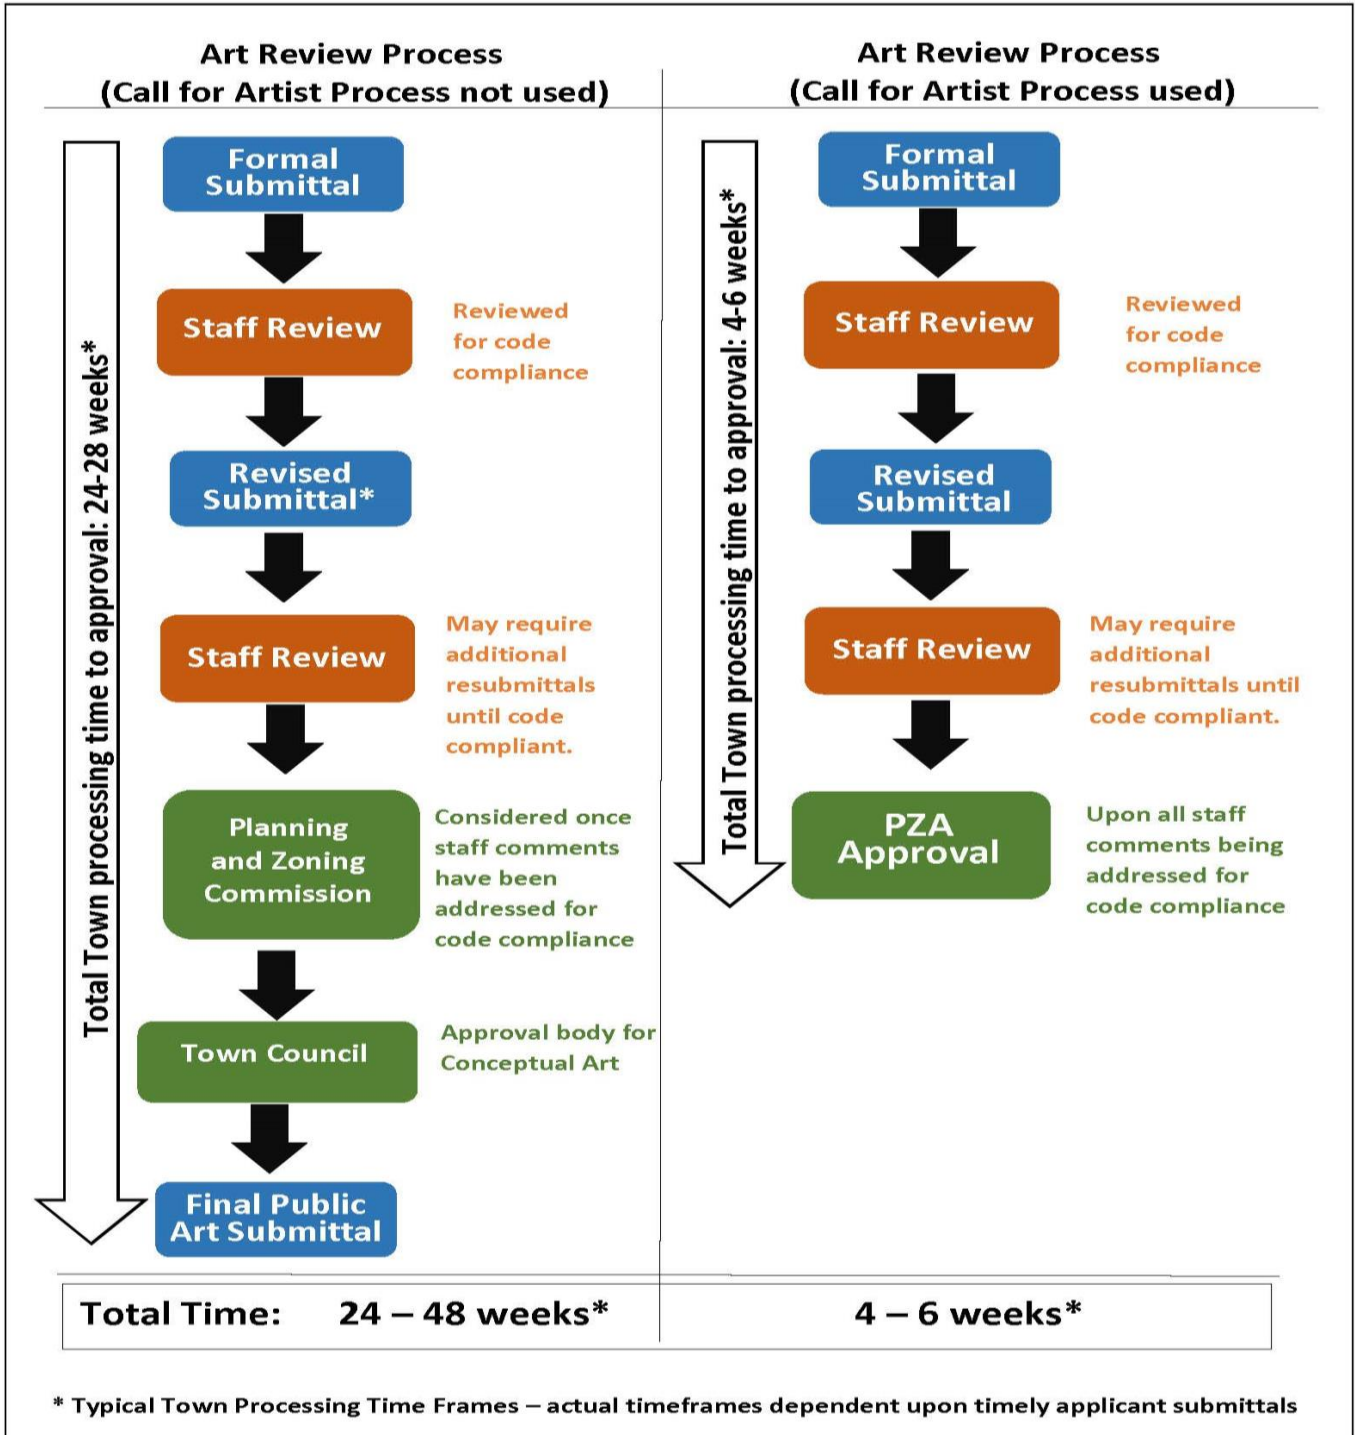 Art Review Process
(Call for Artist Process not used)
Total Town processing time to approval: 24-28 weeks*
Formal
Submittal
Staff Review
Reviewed
for code
compliance
Revised
Submittal*
Staff Review
May require
additional
resubmittals
until code
compliant.
Planning
and Zoning
Commission
Considered once
staff comments
have been
addressed for
code compliance
Town Council
Approval body for
Conceptual Art
Final Public
Art Submittal
Art Review Process
(Call for Artist Process used)
Total Town processing time to approval: 4-6 weeks*
Formal
Submittal
Staff Review
Reviewed
for code
compliance
Revised
Submittal
Staff Review
May require
additional
resubmittals until
code compliant.
PZA
Approval
Upon all staff
comments being
addressed for
code compliance
Total Time: 24 – 48 weeks*
4 – 6 weeks*
* Typical Town Processing Time Frames – actual timeframes dependent upon timely applicant submittals